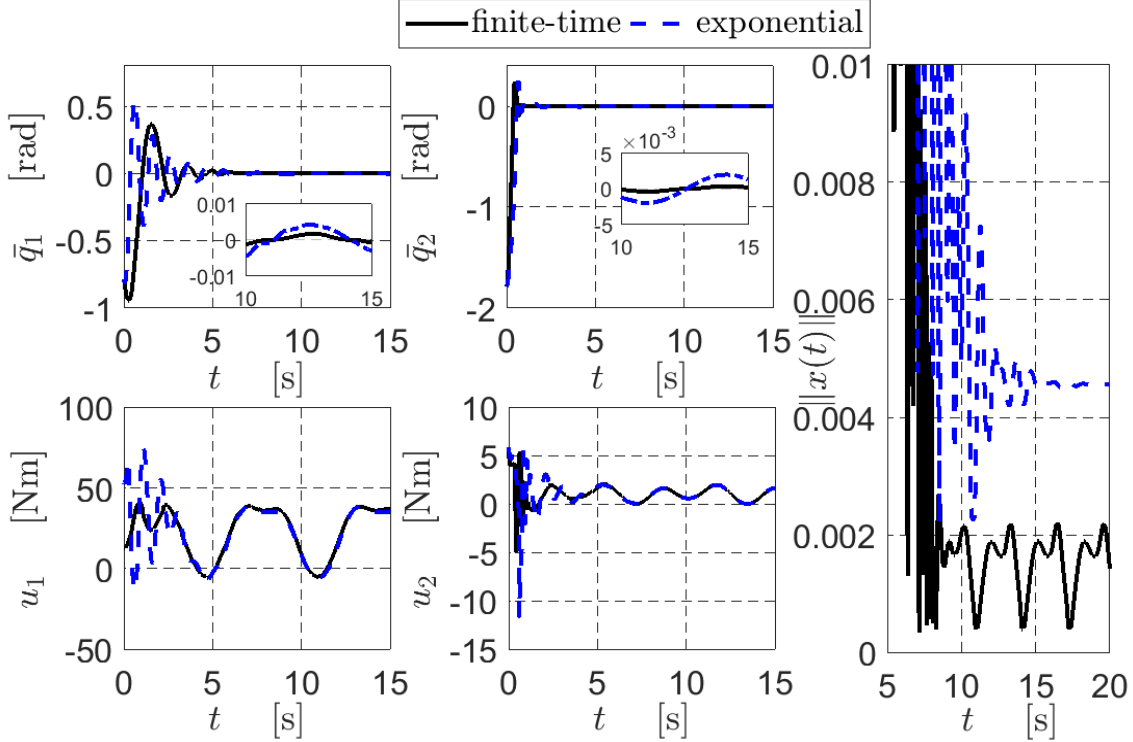 finite-time exponential
0.5
0
-0.5
-1
q̄₁ [rad]
0.01
0
-0.01
10 15
0 5 10 15
t [s]
0
-1
-2
q̄₂ [rad]
×10⁻³
5
0
-5
10 15
0 5 10 15
t [s]
100
50
0
-50
u₁ [Nm]
0 5 10 15
t [s]
10
5
0
-5
-10
-15
u₂ [Nm]
0 5 10 15
t [s]
0.01
0.008
0.006
0.004
0.002
0
||x(t)||
5 10 15 20
t [s]